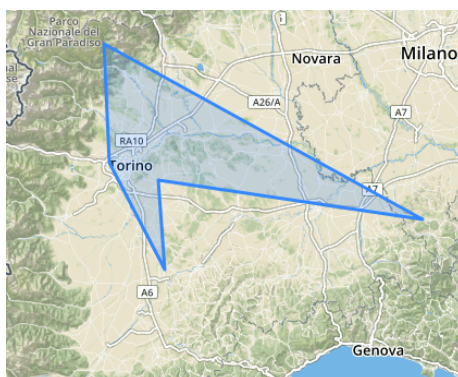 Parco
Nazionale del
Gran Paradiso
Novara
Milano
A26/A
A7
RA10
Torino
A7
A6
Genova